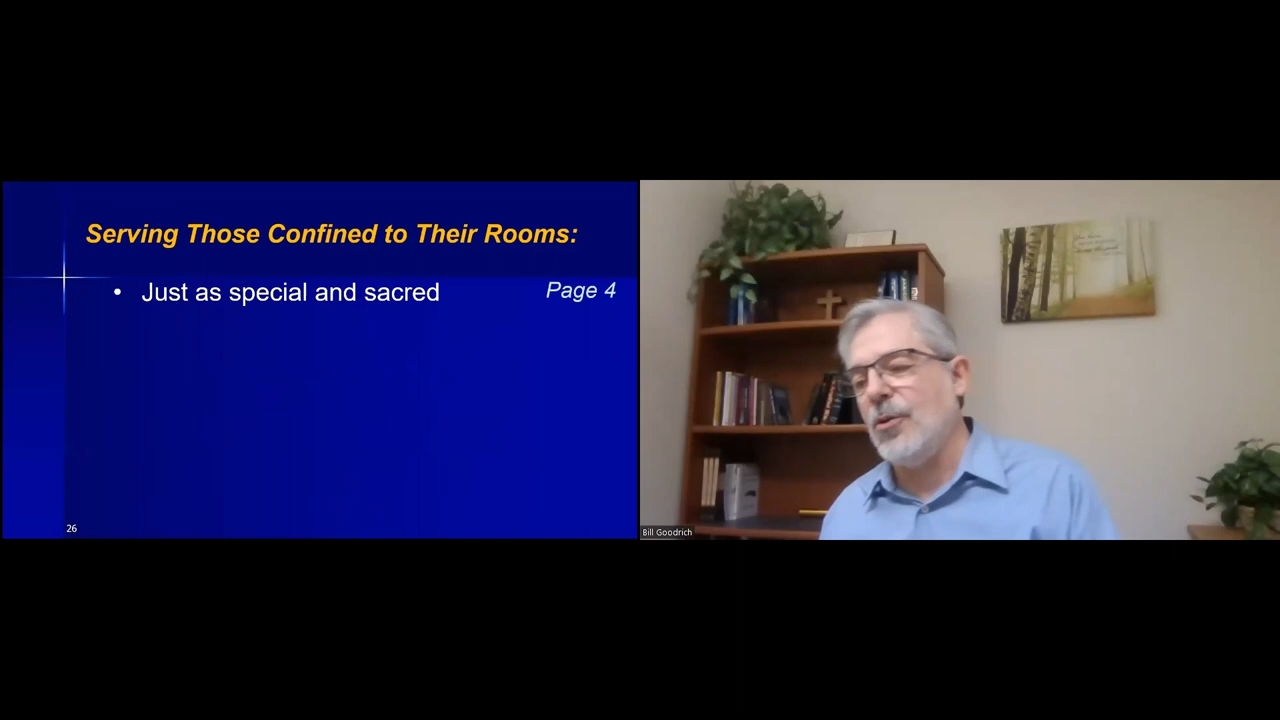 Serving Those Confined to Their Rooms:
• Just as special and sacred
Page 4
26
Bill Goodrich